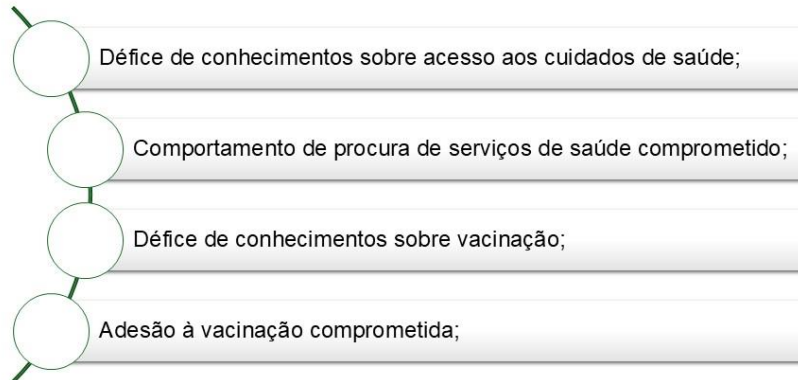 Défice de conhecimentos sobre acesso aos cuidados de saúde;
Comportamento de procura de serviços de saúde comprometido;
Défice de conhecimentos sobre vacinação;
Adesão à vacinação comprometida;